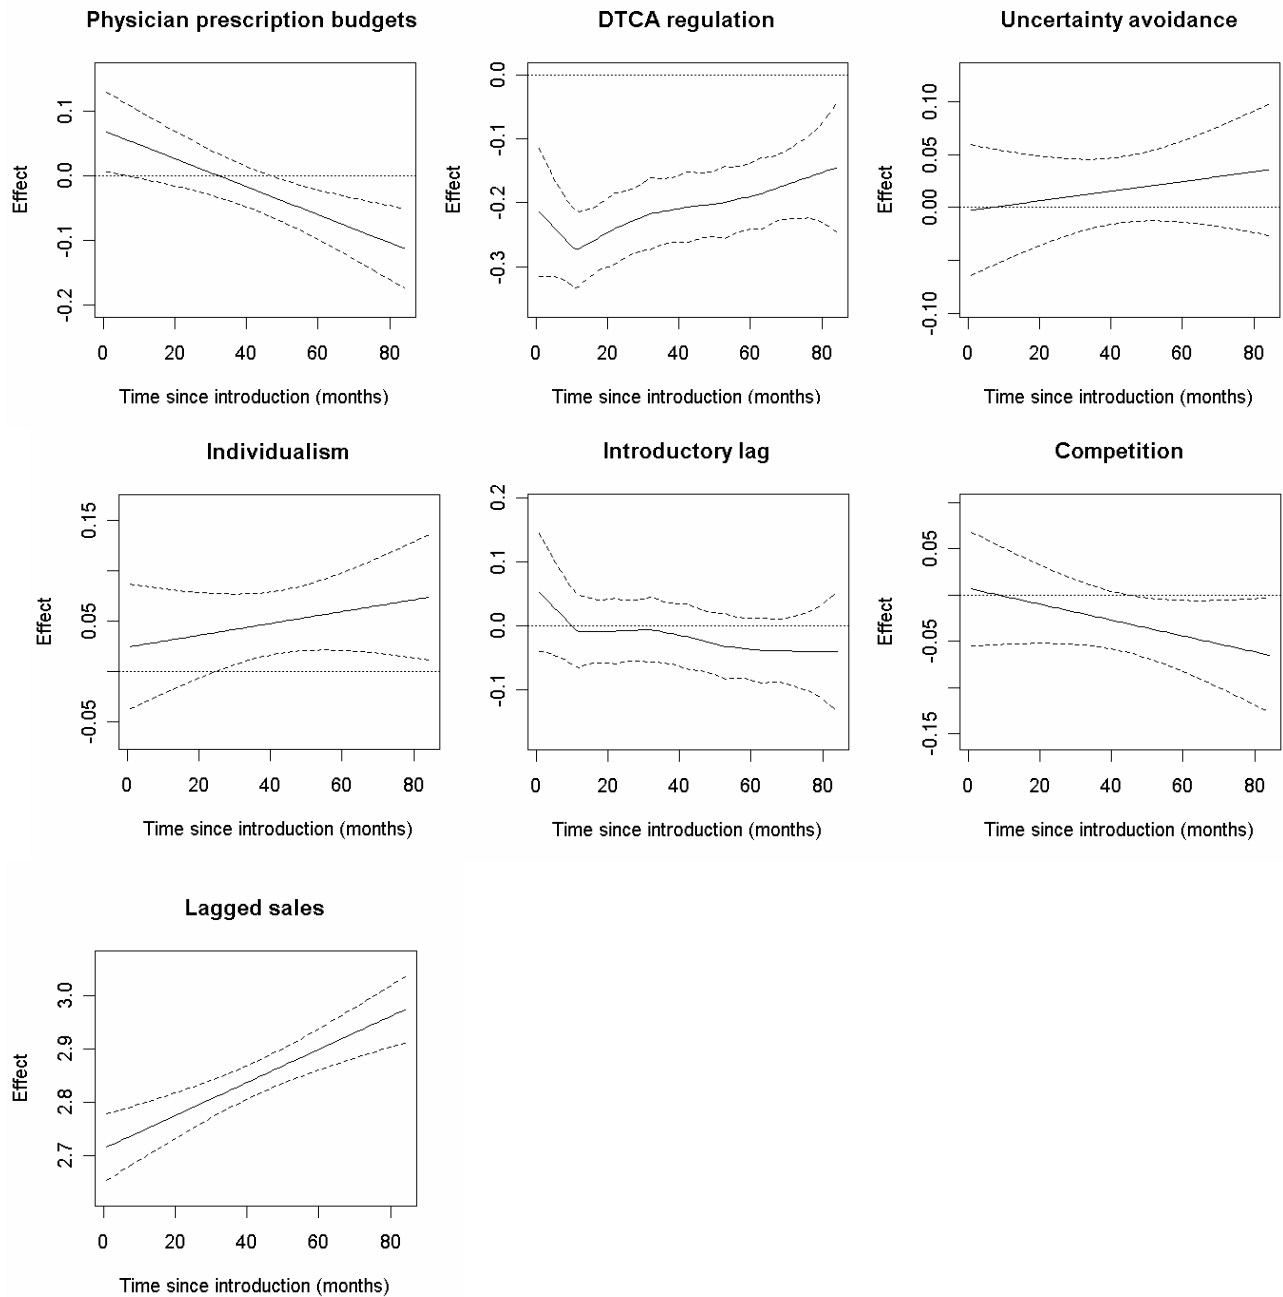 Physician prescription budgets
DTCA regulation
Uncertainty avoidance
Effect
0.1
0.0
-0.1
-0.2
0 20 40 60 80
Time since introduction (months)
Effect
0.0
-0.1
-0.2
-0.3
0 20 40 60 80
Time since introduction (months)
Effect
0.10
0.05
0.00
-0.10
0 20 40 60 80
Time since introduction (months)
Individualism
Introductory lag
Competition
Effect
0.15
0.05
-0.05
0 20 40 60 80
Time since introduction (months)
Effect
0.2
0.1
0.0
-0.1
0 20 40 60 80
Time since introduction (months)
Effect
0.05
-0.05
-0.15
0 20 40 60 80
Time since introduction (months)
Lagged sales
Effect
3.0
2.9
2.8
2.7
0 20 40 60 80
Time since introduction (months)